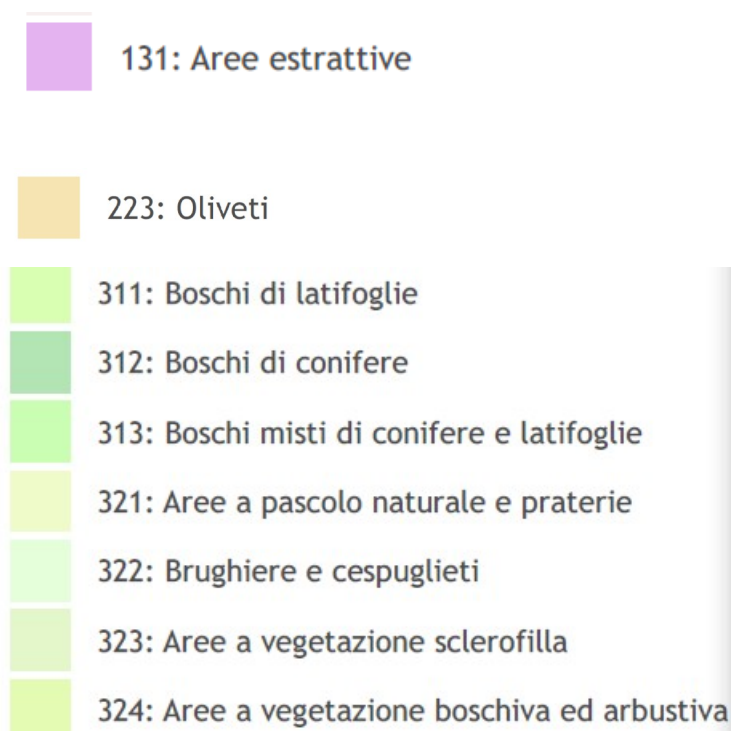 131: Aree estrattive
223: Oliveti
311: Boschi di latifoglie
312: Boschi di conifere
313: Boschi misti di conifere e latifoglie
321: Aree a pascolo naturale e praterie
322: Brughiere e cespuglieti
323: Aree a vegetazione sclerofilla
324: Aree a vegetazione boschiva ed arbustiva